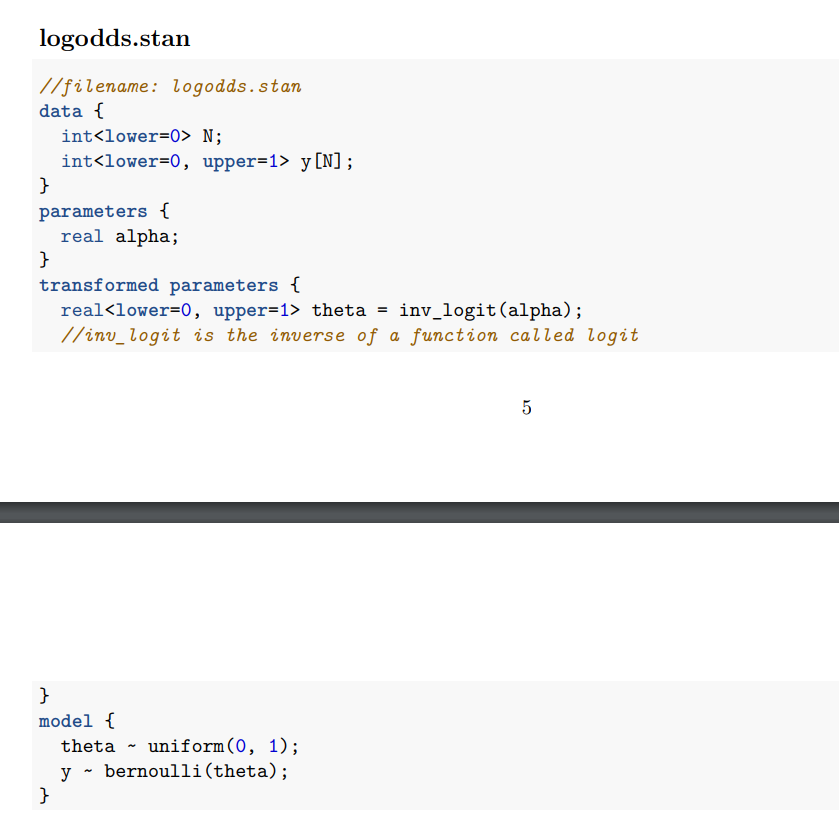 logodds.stan
//filename: logodds.stan
data {
  int<lower=0> N;
  int<lower=0, upper=1> y[N];
}
parameters {
  real alpha;
}
transformed parameters {
  real<lower=0, upper=1> theta = inv_logit(alpha);
  //inv_logit is the inverse of a function called logit
5
}
model {
  theta ~ uniform(0, 1);
  y ~ bernoulli(theta);
}